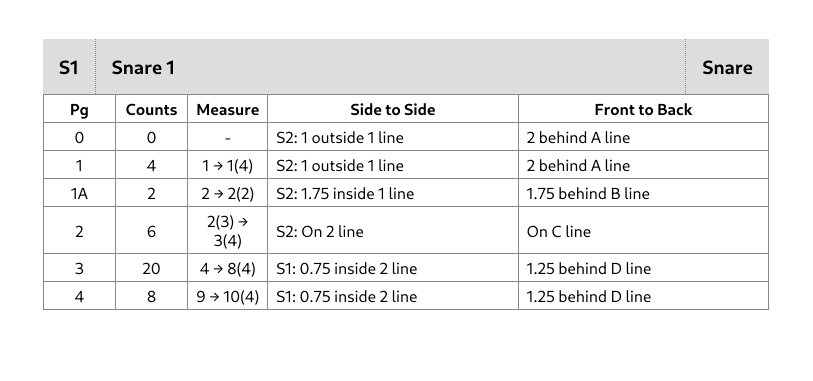 S1 Snare 1 Snare
Pg Counts Measure Side to Side Front to Back
0 0 - S2: 1 outside 1 line 2 behind A line
1 4 1 → 1(4) S2: 1 outside 1 line 2 behind A line
1A 2 2 → 2(2) S2: 1.75 inside 1 line 1.75 behind B line
2 6 2(3) → 3(4) S2: On 2 line On C line
3 20 4 → 8(4) S1: 0.75 inside 2 line 1.25 behind D line
4 8 9 → 10(4) S1: 0.75 inside 2 line 1.25 behind D line